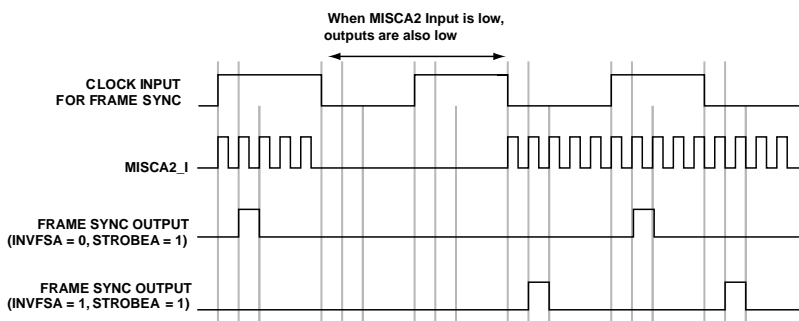 When MISCA2 Input is low,
outputs are also low
CLOCK INPUT
FOR FRAME SYNC
MISCA2_I
FRAME SYNC OUTPUT
(INVFSA = 0, STROBEA = 1)
FRAME SYNC OUTPUT
(INVFSA = 1, STROBEA = 1)